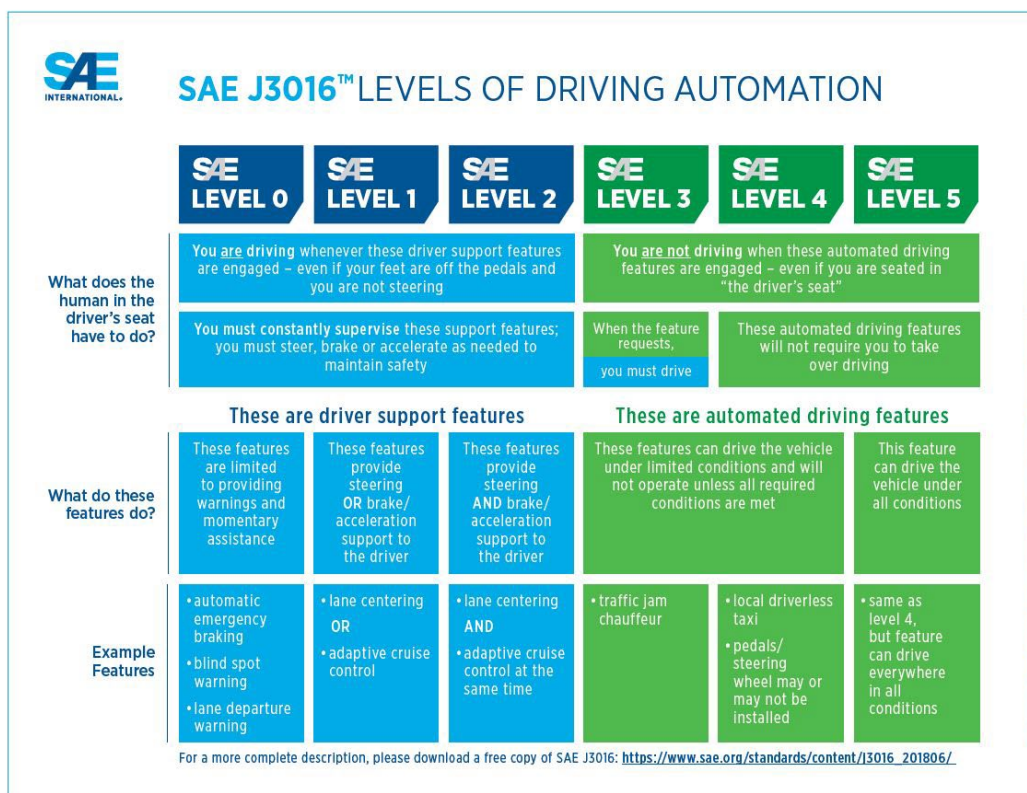 SAE
INTERNATIONAL®
SAE J3016™ LEVELS OF DRIVING AUTOMATION
SAE
LEVEL 0
SAE
LEVEL 1
SAE
LEVEL 2
SAE
LEVEL 3
SAE
LEVEL 4
SAE
LEVEL 5
What does the
human in the
driver's seat
have to do?
You are driving whenever these driver support features
are engaged – even if your feet are off the pedals and
you are not steering
You are not driving when these automated driving
features are engaged – even if you are seated in
“the driver's seat”
You must constantly supervise these support features;
you must steer, brake or accelerate as needed to
maintain safety
When the feature
requests,
you must drive
These automated driving features
will not require you to take
over driving
These are driver support features
These are automated driving features
What do these
features do?
These features
are limited
to providing
warnings and
momentary
assistance
These features
provide
steering
OR brake/
acceleration
support to
the driver
These features
provide
steering
AND brake/
acceleration
support to
the driver
These features can drive the vehicle
under limited conditions and will
not operate unless all required
conditions are met
This feature
can drive the
vehicle under
all conditions
Example
Features
• automatic
emergency
braking
• blind spot
warning
• lane departure
warning
• lane centering
OR
• adaptive cruise
control
• lane centering
AND
• adaptive cruise
control at the
same time
• traffic jam
chauffeur
• local driverless
taxi
• pedals/
steering
wheel may or
may not be
installed
• same as
level 4,
but feature
can drive
everywhere
in all
conditions
For a more complete description, please download a free copy of SAE J3016: https://www.sae.org/standards/content/j3016_201806/